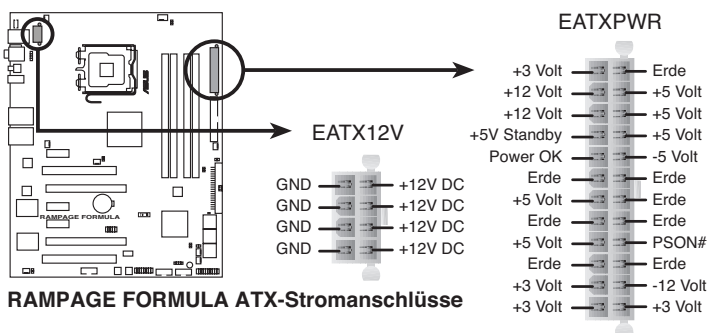 EATXPWR
+3 Volt Erde
+12 Volt +5 Volt
+12 Volt +5 Volt
+5V Standby +5 Volt
Power OK -5 Volt
Erde Erde
+5 Volt Erde
Erde Erde
+5 Volt PSON#
Erde Erde
+3 Volt -12 Volt
+3 Volt +3 Volt
EATX12V
GND +12V DC
GND +12V DC
GND +12V DC
GND +12V DC
ASUS
RAMPAGE FORMULA
RAMPAGE FORMULA ATX-Stromanschlüsse